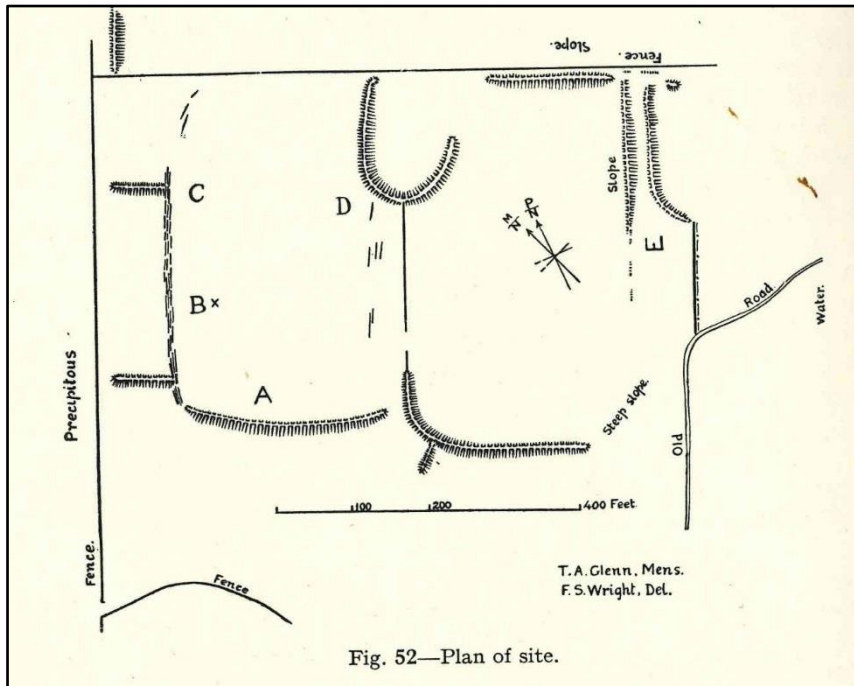 Slope.
Fence.
C
Slope
D
M
N
P
N
E
B x
Road
Water.
Precipitous
A
Steep slope.
Old
100
200
400 Feet.
Fence.
Fence
T. A. Glenn, Mens.
F. S. Wright, Del.
Fig. 52—Plan of site.